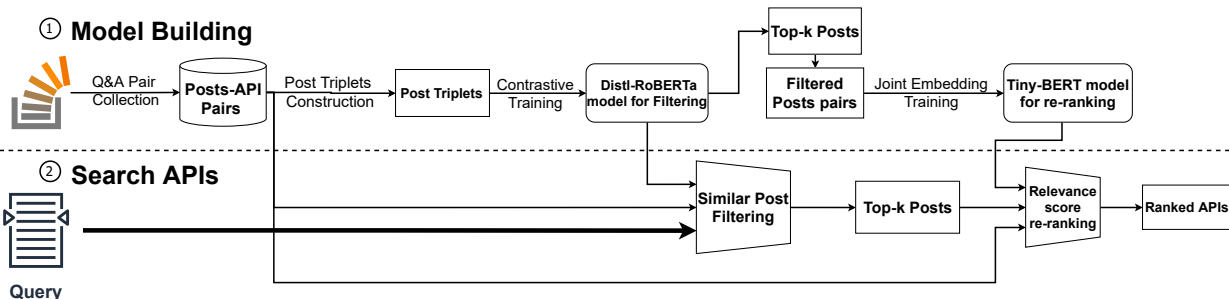 ① Model Building
Q&A Pair
Collection
Posts-API
Pairs
Post Triplets
Construction
Post Triplets
Contrastive
Training
Distl-RoBERTa
model for Filtering
Top-k Posts
Filtered
Posts pairs
Joint Embedding
Training
Tiny-BERT model
for re-ranking
② Search APIs
Query
Similar Post
Filtering
Top-k Posts
Relevance
score
re-ranking
Ranked APIs